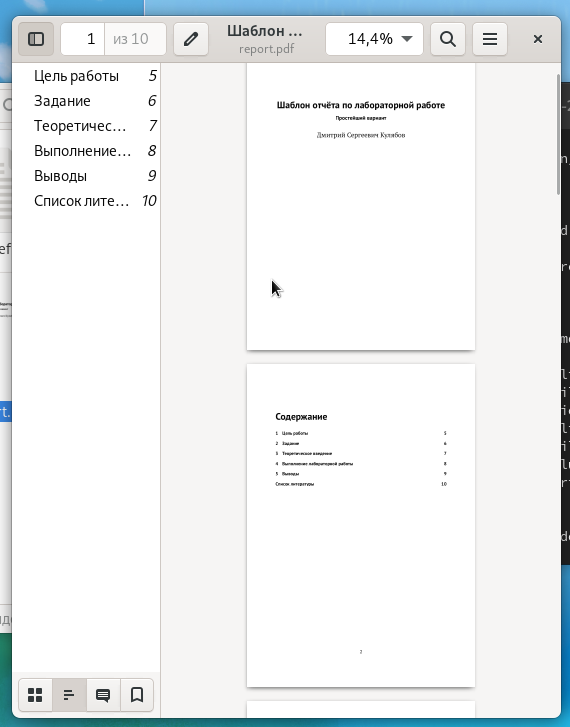 1
из 10
Шаблон ...
report.pdf
14,4%
Цель работы 5
Задание 6
Теоретичес... 7
Выполнение... 8
Выводы 9
Список лите... 10
Шаблон отчёта по лабораторной работе
Простейший вариант
Дмитрий Сергеевич Кулябов
Содержание
1 Цель работы 5
2 Задание 6
3 Теоретическое введение 7
4 Выполнение лабораторной работы 8
5 Выводы 9
Список литературы 10
2